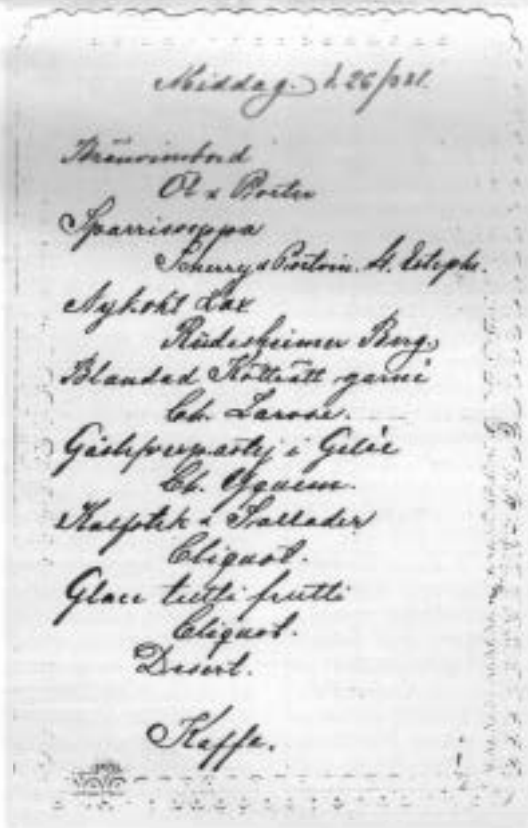 Middag. d. 26/
Brännvinsbord
Öl & Porter
Sparrissoppa
Scherry & Portvin. St. Estephe.
Nykokt Lax
Rüdesheimer Berg.
Blandad Kötträtt garni
Ch. Larose.
Gåslefverpastej i Gelée
Ch. Yquem.
Kalfstek & Sallader
Cliquot.
Glace tutti frutti
Cliquot.
Desert.
Kaffe.